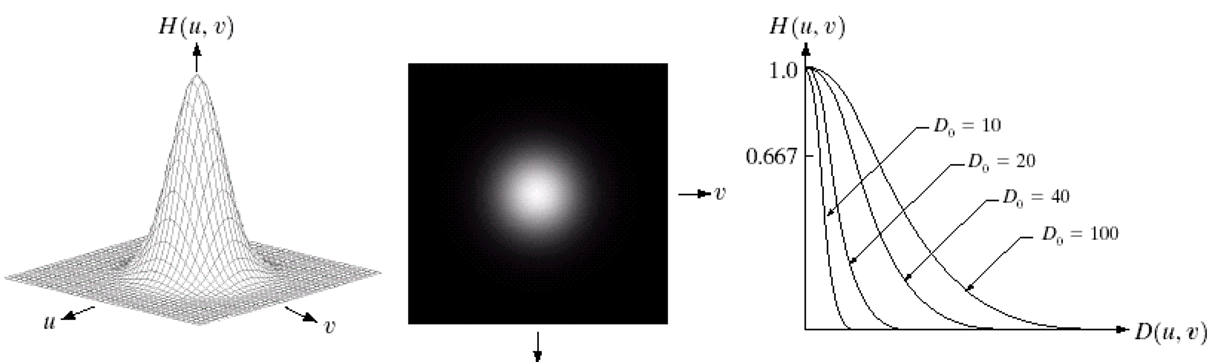 H(u, v)
u
v
v
H(u, v)
1.0
0.667
D₀ = 10
D₀ = 20
D₀ = 40
D₀ = 100
D(u, v)